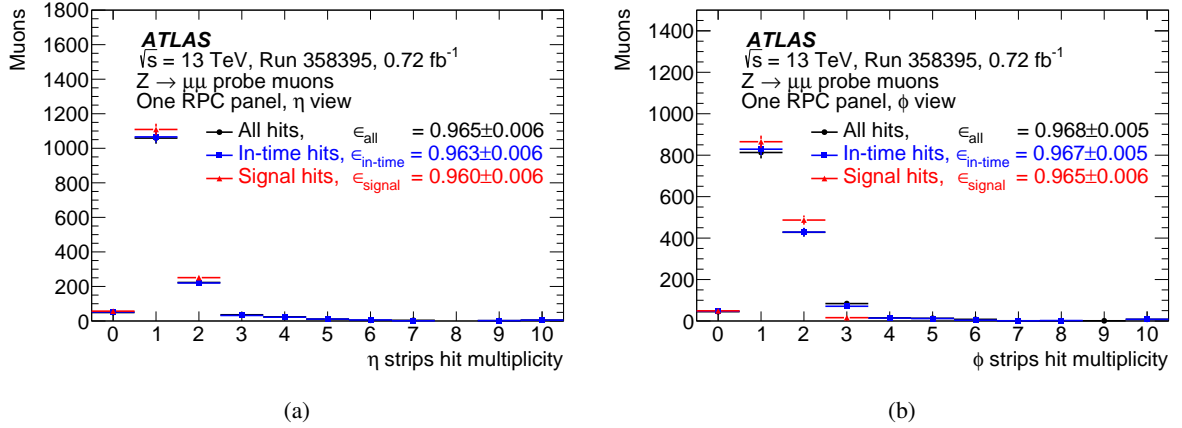 Muons
1800
1600
1400
1200
1000
800
600
400
200
0
ATLAS
√s = 13 TeV, Run 358395, 0.72 fb⁻¹
Z → μμ probe muons
One RPC panel, η view
All hits, ϵall = 0.965±0.006
In-time hits, ϵin-time = 0.963±0.006
Signal hits, ϵsignal = 0.960±0.006
0 1 2 3 4 5 6 7 8 9 10
η strips hit multiplicity
(a)
Muons
1400
1200
1000
800
600
400
200
0
ATLAS
√s = 13 TeV, Run 358395, 0.72 fb⁻¹
Z → μμ probe muons
One RPC panel, ϕ view
All hits, ϵall = 0.968±0.005
In-time hits, ϵin-time = 0.967±0.005
Signal hits, ϵsignal = 0.965±0.006
0 1 2 3 4 5 6 7 8 9 10
ϕ strips hit multiplicity
(b)